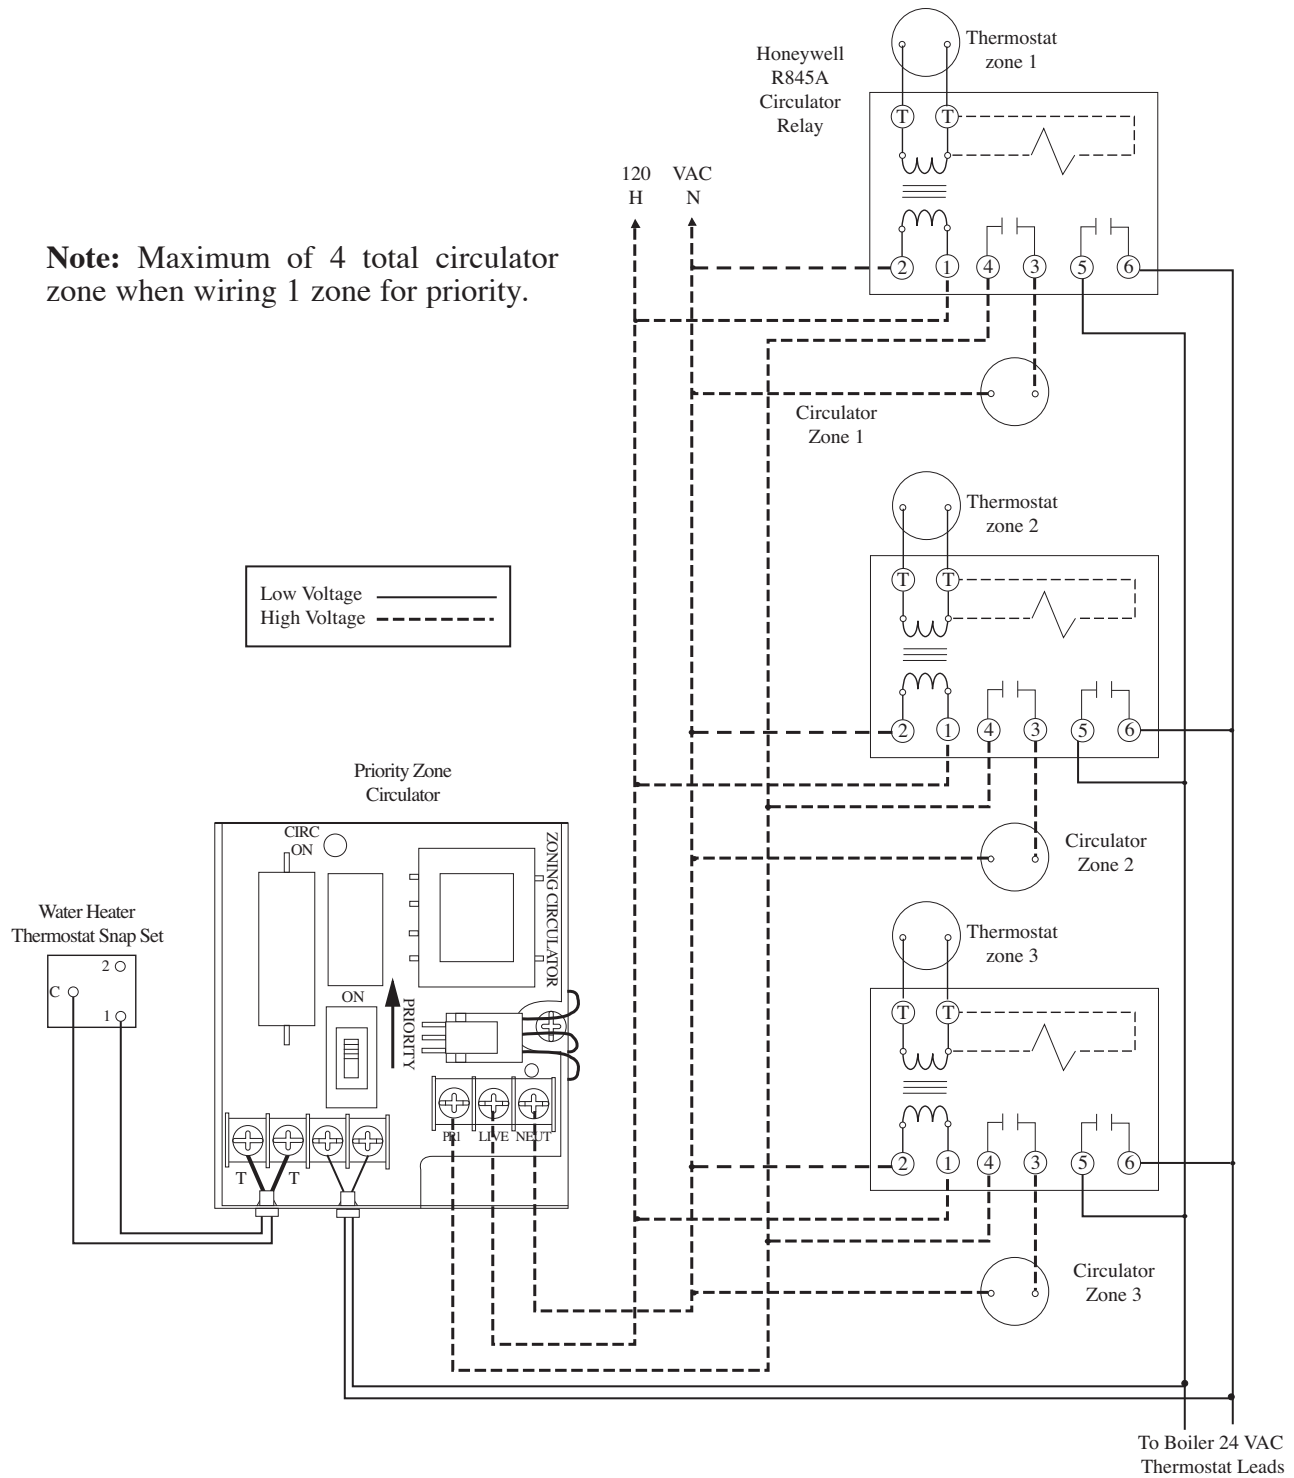 Thermostat
zone 1
Honeywell
R845A
Circulator
Relay
T T
120 VAC
H N
2 1 4 3 5 6
Note: Maximum of 4 total circulator
zone when wiring 1 zone for priority.
Circulator
Zone 1
Thermostat
zone 2
T T
Low Voltage
High Voltage
2 1 4 3 5 6
Priority Zone
Circulator
CIRC
ON
ZONING CIRCULATOR
Circulator
Zone 2
Water Heater
Thermostat Snap Set
2
C
1
ON
PRIORITY
Thermostat
zone 3
T T
PRI LIVE NEUT
T T
2 1 4 3 5 6
Circulator
Zone 3
To Boiler 24 VAC
Thermostat Leads